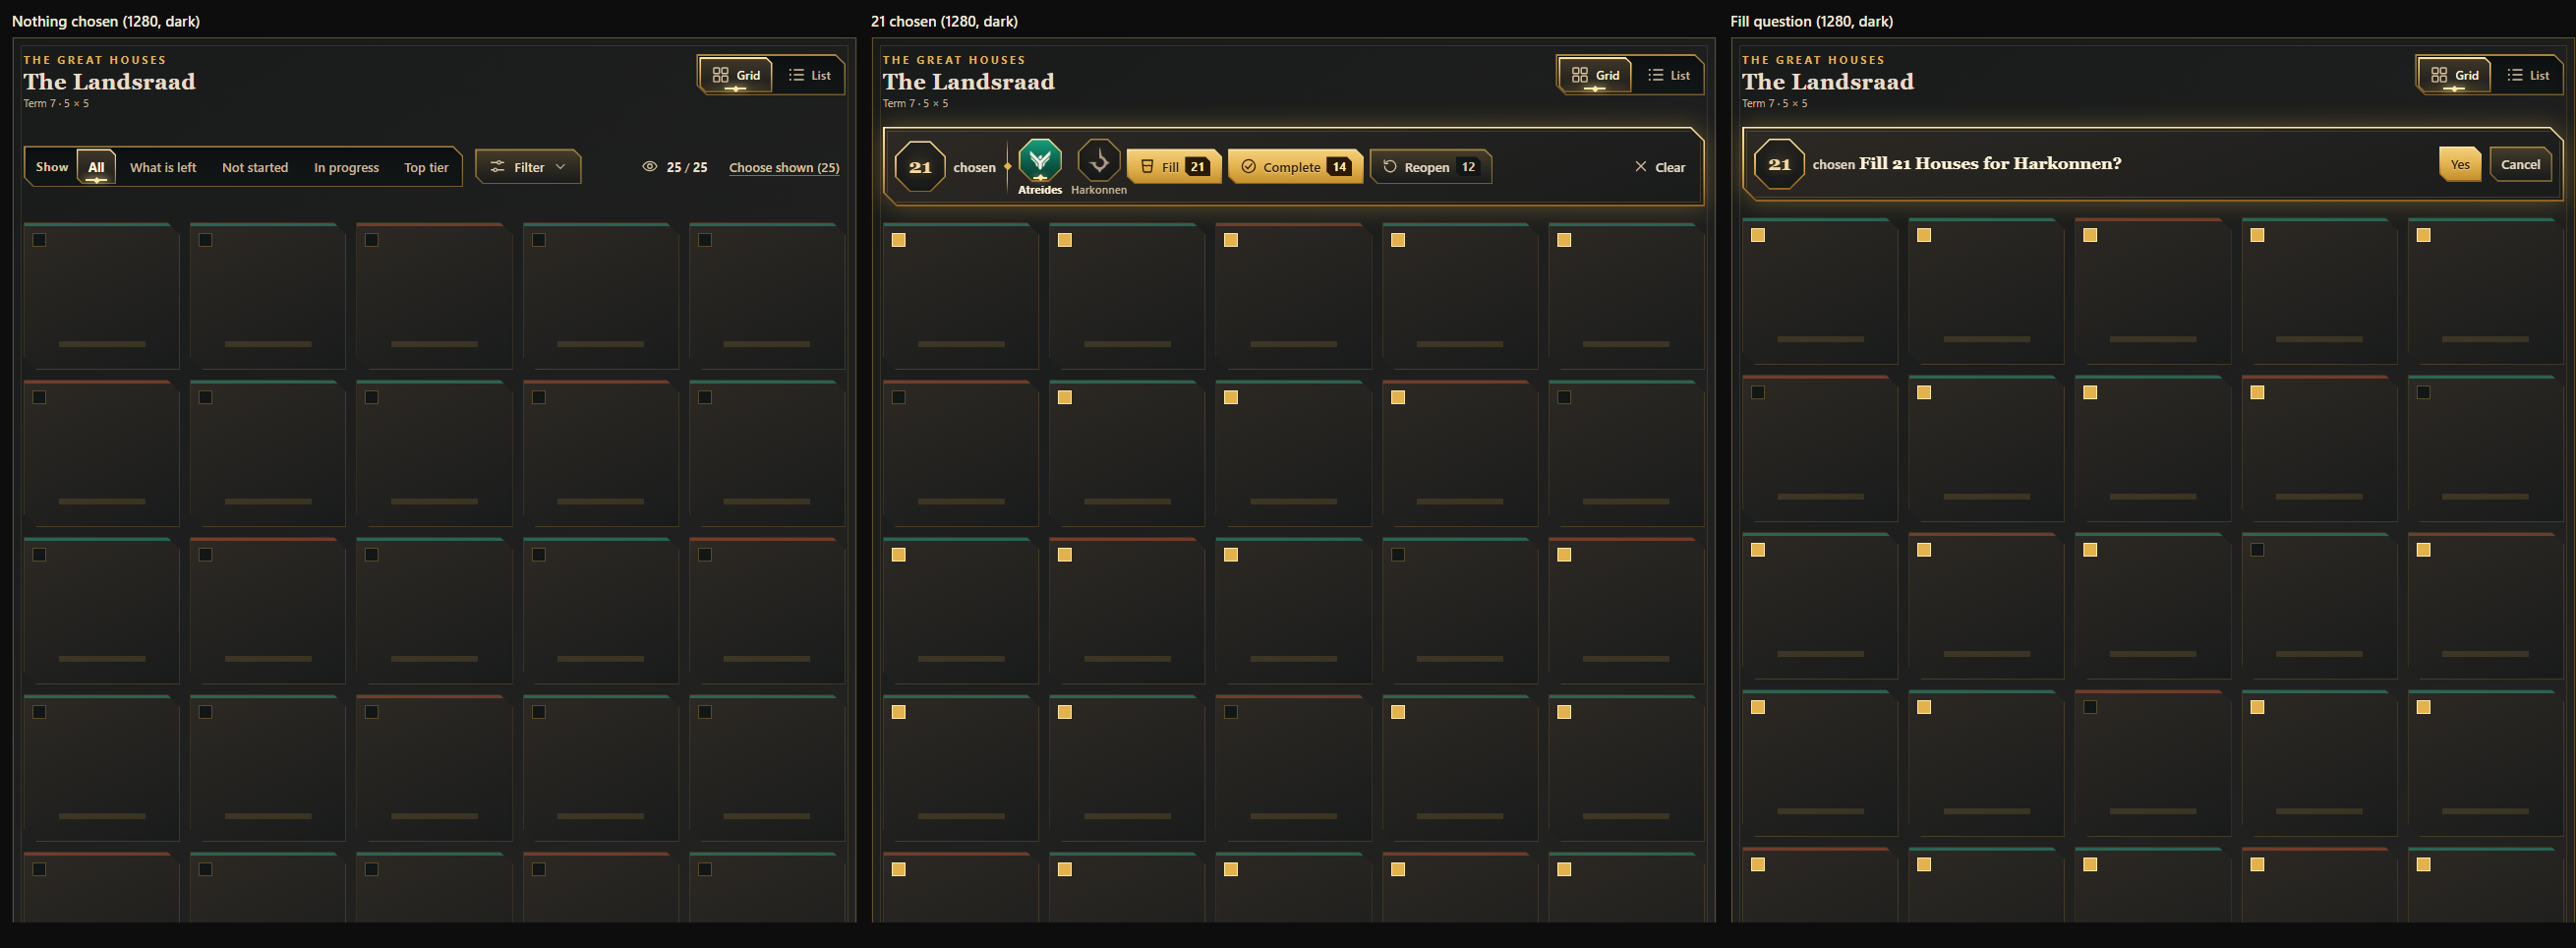 Nothing chosen (1280, dark)
THE GREAT HOUSES
The Landsraad
Term 7 · 5 × 5
Grid
List
Show All What is left Not started In progress Top tier
Filter
25 / 25
Choose shown (25)
21 chosen (1280, dark)
THE GREAT HOUSES
The Landsraad
Term 7 · 5 × 5
Grid
List
21 chosen
Atreides
Harkonnen
Fill 21
Complete 14
Reopen 12
Clear
Fill question (1280, dark)
THE GREAT HOUSES
The Landsraad
Term 7 · 5 × 5
Grid
List
21 chosen Fill 21 Houses for Harkonnen?
Yes
Cancel